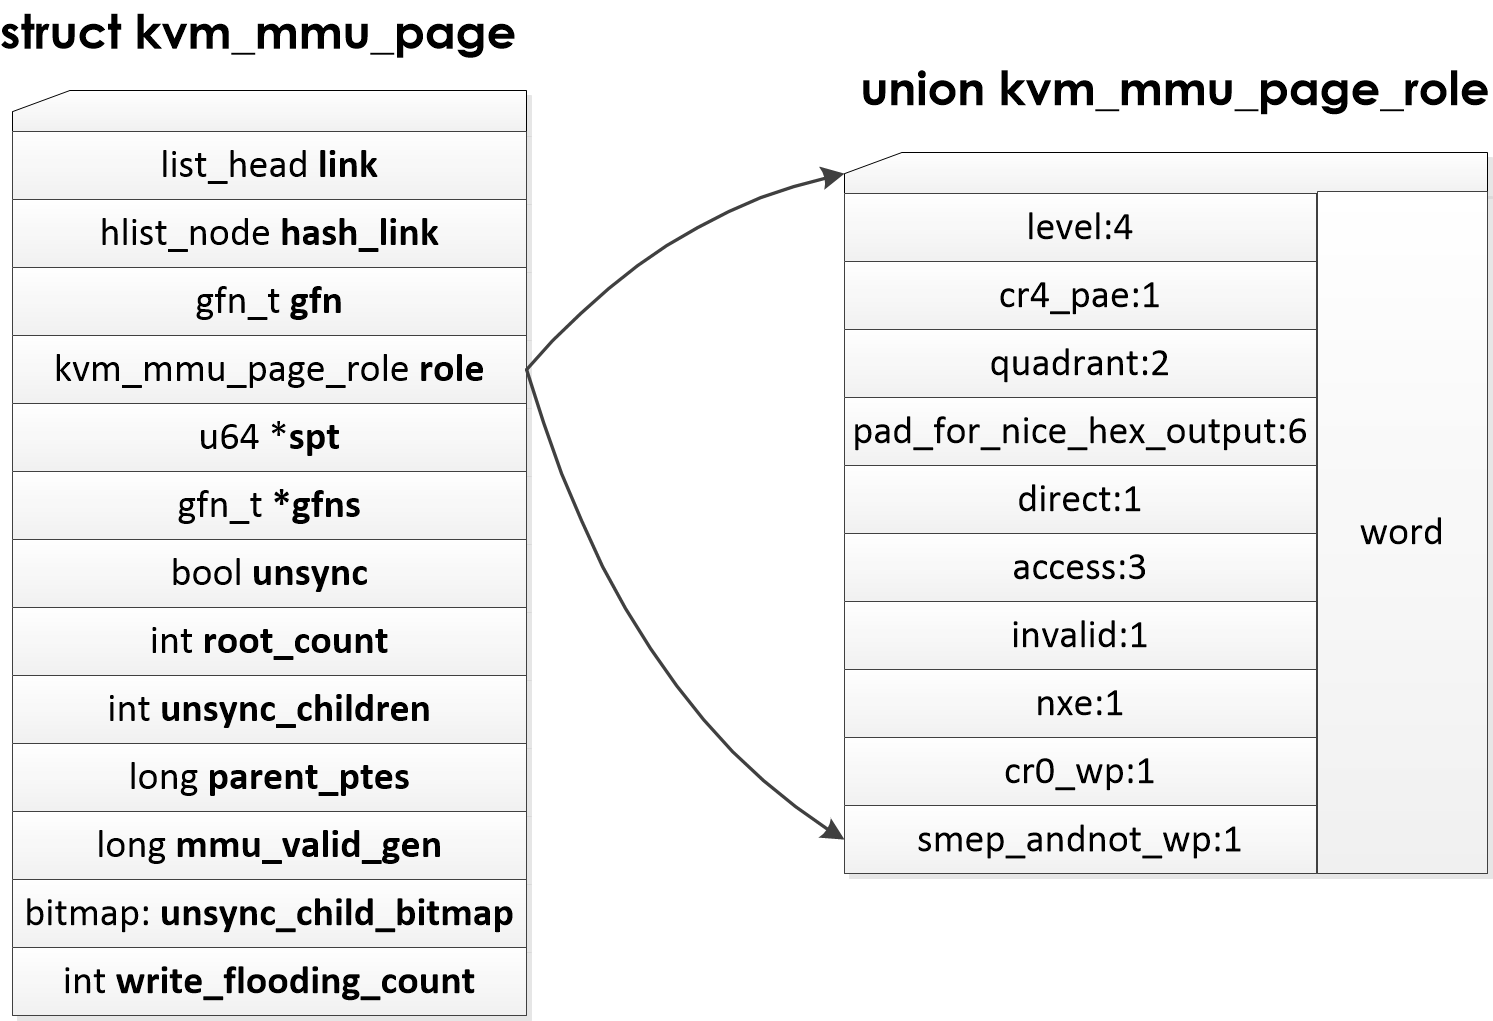 struct kvm_mmu_page
list_head link
hlist_node hash_link
gfn_t gfn
kvm_mmu_page_role role
u64 *spt
gfn_t *gfns
bool unsync
int root_count
int unsync_children
long parent_ptes
long mmu_valid_gen
bitmap: unsync_child_bitmap
int write_flooding_count
union kvm_mmu_page_role
level:4
cr4_pae:1
quadrant:2
pad_for_nice_hex_output:6
direct:1
access:3
invalid:1
nxe:1
cr0_wp:1
smep_andnot_wp:1
word